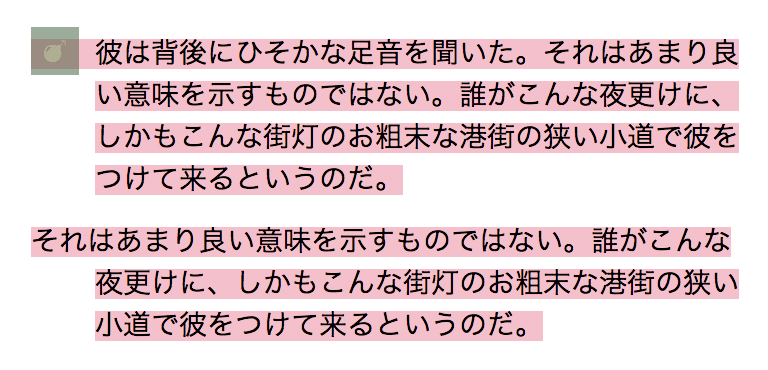 彼は背後にひそかな足音を聞いた。それはあまり良
い意味を示すものではない。誰がこんな夜更けに、
しかもこんな街灯のお粗末な港街の狭い小道で彼を
つけて来るというのだ。
それはあまり良い意味を示すものではない。誰がこんな
夜更けに、しかもこんな街灯のお粗末な港街の狭い
小道で彼をつけて来るというのだ。